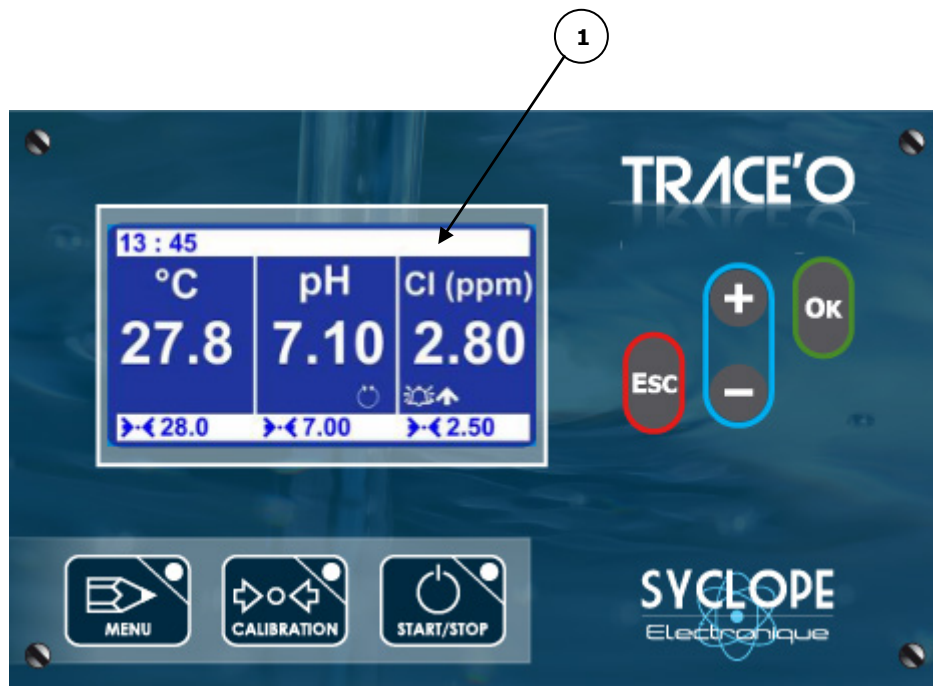 1
TRACE'O
13 : 45
°C pH Cl (ppm)
27.8 7.10 2.80
28.0 7.00 2.50
+
OK
ESC
−
MENU
CALIBRATION
START/STOP
SYCLOPE
Electronique